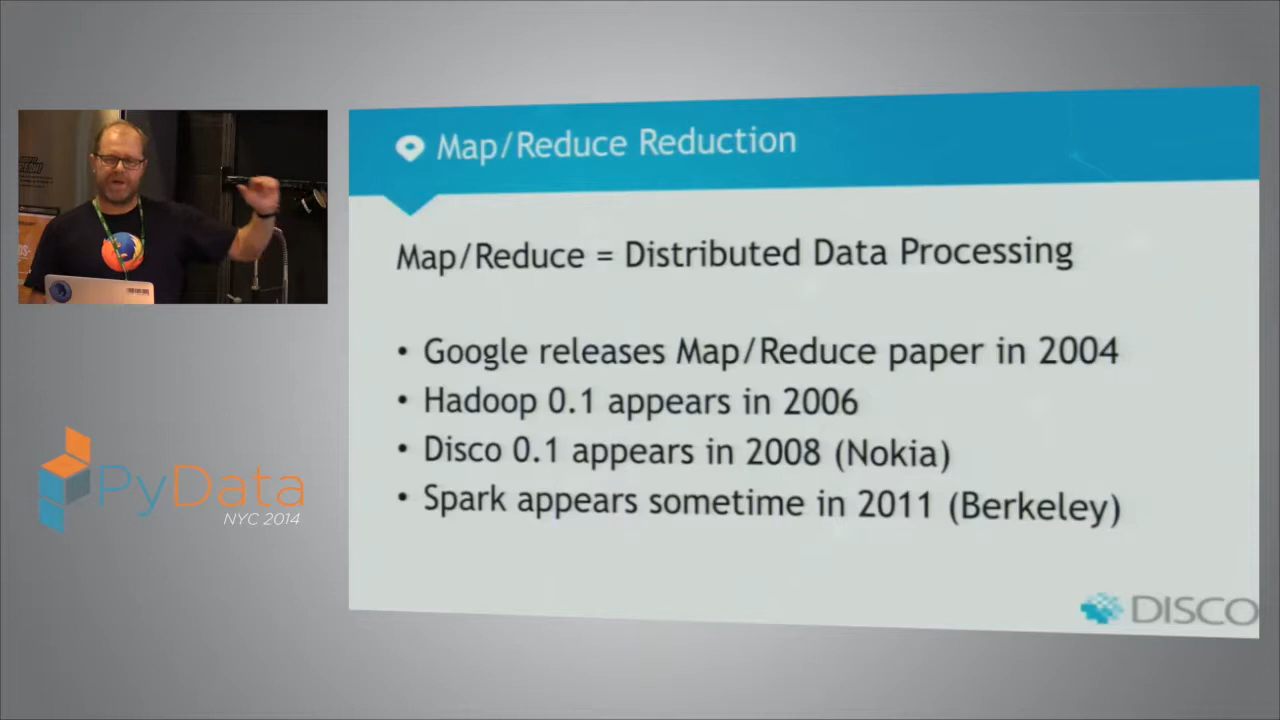 Map/Reduce Reduction
Map/Reduce = Distributed Data Processing
• Google releases Map/Reduce paper in 2004
• Hadoop 0.1 appears in 2006
• Disco 0.1 appears in 2008 (Nokia)
• Spark appears sometime in 2011 (Berkeley)
DISCO
PyData
NYC 2014